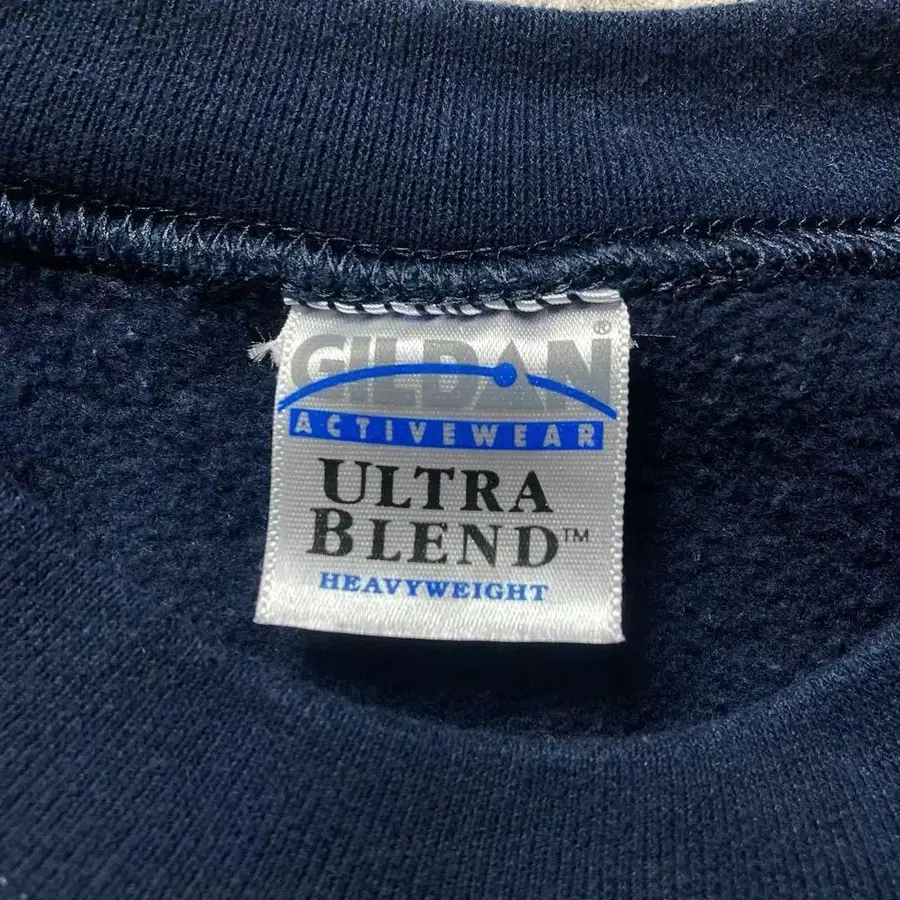 GILDAN®
ACTIVEWEAR
ULTRA
BLEND™
HEAVYWEIGHT